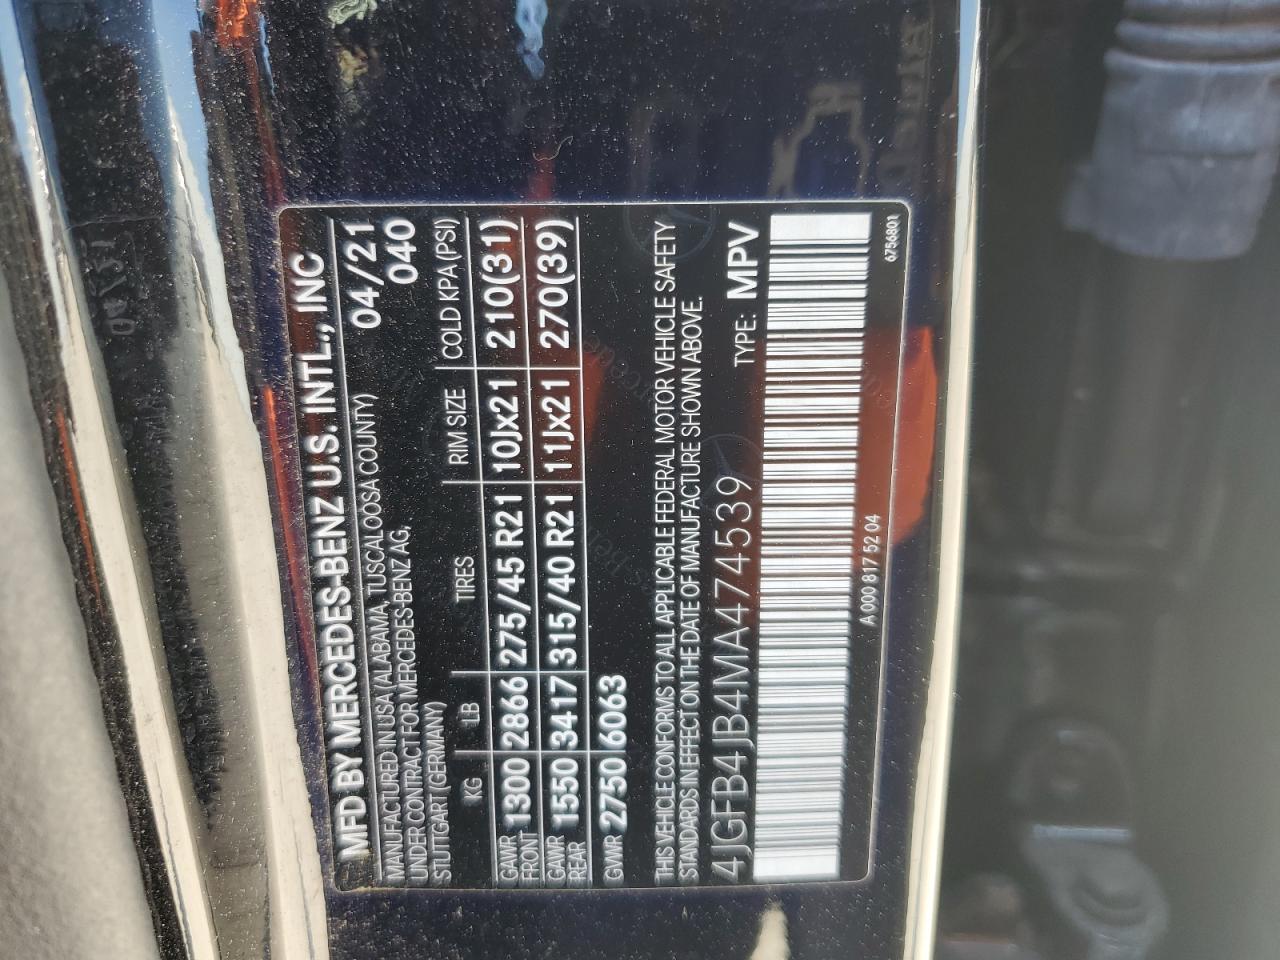 MFD BY MERCEDES-BENZ U.S. INTL., INC
MANUFACTURED IN USA (ALABAMA, TUSCALOOSA COUNTY) 04/21
UNDER CONTRACT FOR MERCEDES-BENZ AG, 040
STUTTGART (GERMANY)
KG LB TIRES RIM SIZE COLD KPA (PSI)
GAWR FRONT 1300 2866 275/45 R21 10Jx21 210(31)
GAWR REAR 1550 3417 315/40 R21 11Jx21 270(39)
GVWR 2750 6063
THIS VEHICLE CONFORMS TO ALL APPLICABLE FEDERAL MOTOR VEHICLE SAFETY
STANDARDS IN EFFECT ON THE DATE OF MANUFACTURE SHOWN ABOVE.
4JGFB4JB4MA474539 TYPE: MPV
A 000 817 52 04 6756801